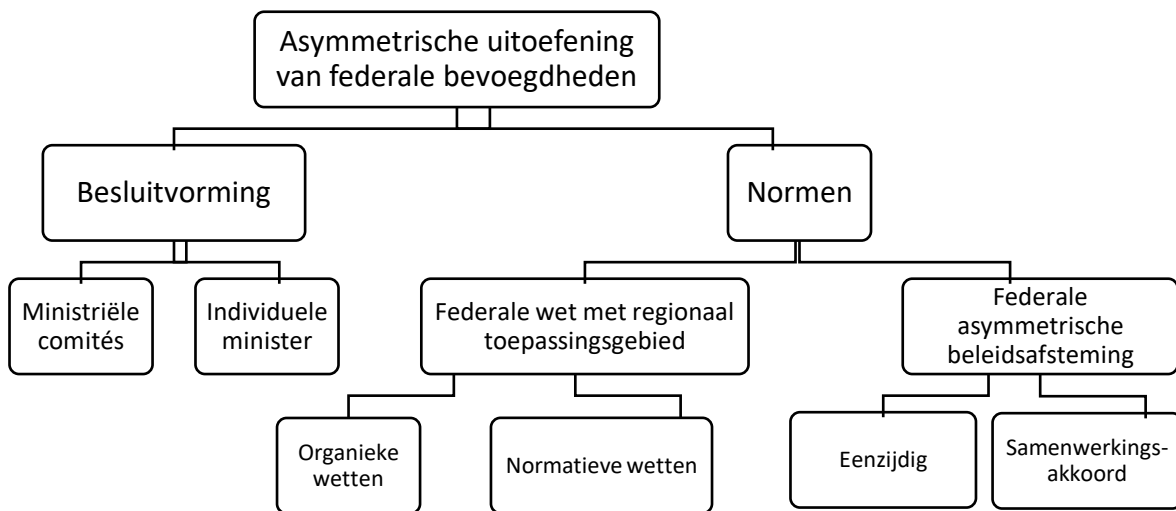 Asymmetrische uitoefening
van federale bevoegdheden
Besluitvorming
Normen
Ministriële
comités
Individuele
minister
Federale wet met regionaal
toepassingsgebied
Federale
asymmetrische
beleidsafsteming
Organieke
wetten
Normatieve wetten
Eenzijdig
Samenwerkings-
akkoord